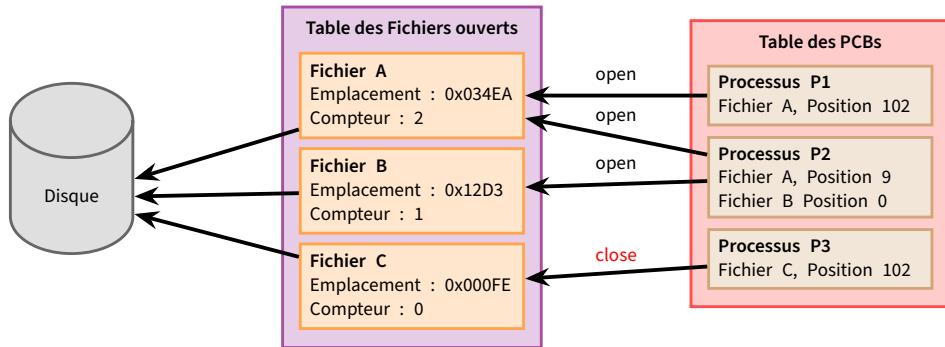 Table des Fichiers ouverts
Fichier A
Emplacement : 0x034EA
Compteur : 2
Fichier B
Emplacement : 0x12D3
Compteur : 1
Fichier C
Emplacement : 0x000FE
Compteur : 0
Disque
open
open
open
close
Table des PCBs
Processus P1
Fichier A, Position 102
Processus P2
Fichier A, Position 9
Fichier B Position 0
Processus P3
Fichier C, Position 102